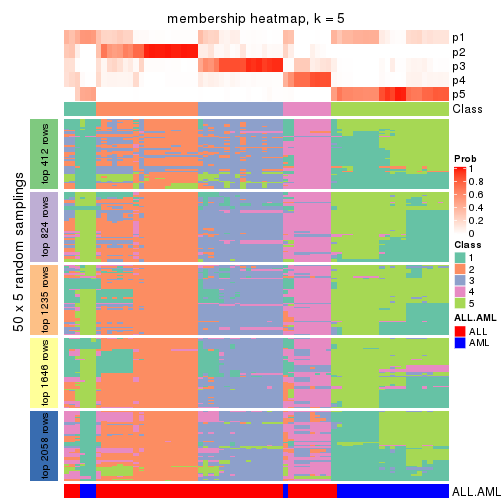 membership heatmap, k = 5
p1
p2
p3
p4
p5
Class
50 x 5 random samplings
top 412 rows
top 824 rows
top 1235 rows
top 1646 rows
top 2058 rows
Prob
1
0.8
0.6
0.4
0.2
0
Class
1
2
3
4
5
ALL.AML
ALL
AML
ALL.AML